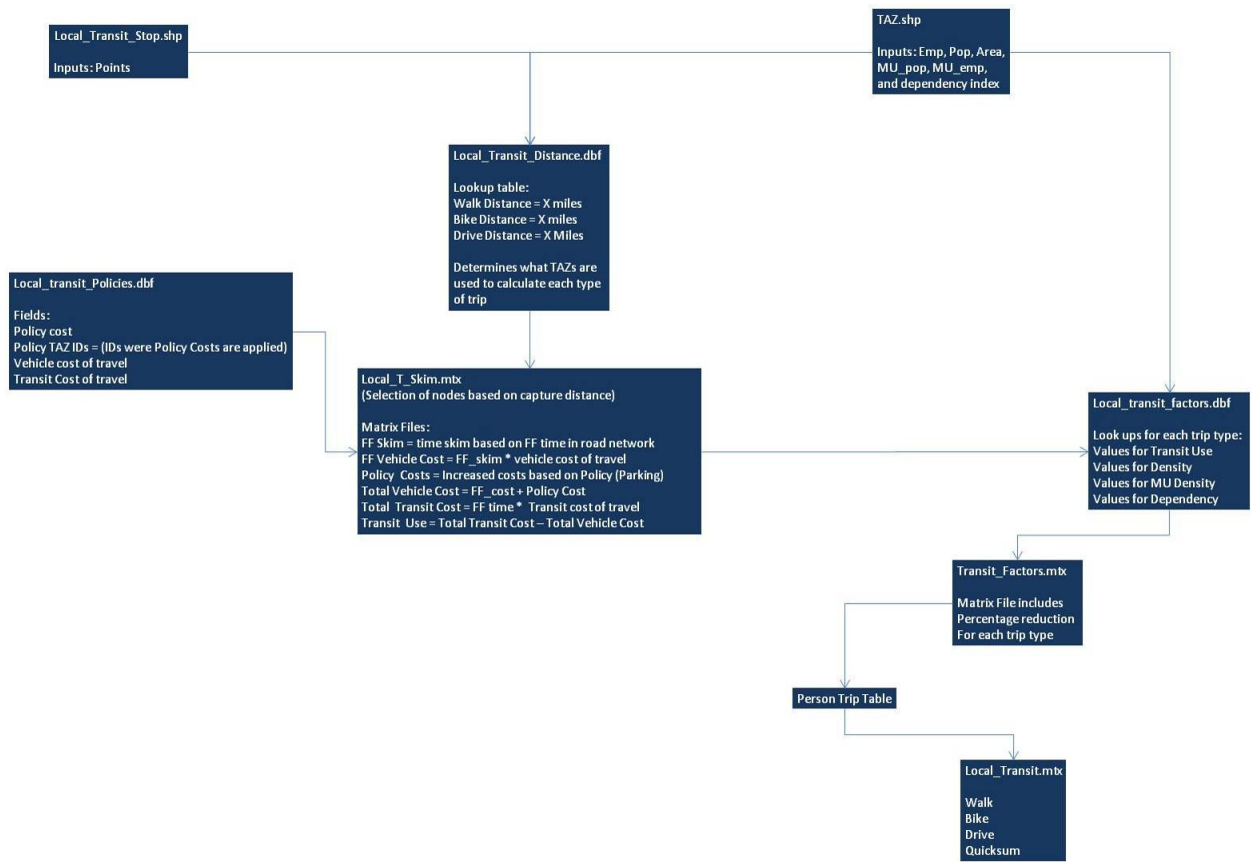 Local_Transit_Stop.shp
Inputs: Points
TAZ.shp
Inputs: Emp, Pop, Area,
MU_pop, MU_emp,
and dependency index
Local_Transit_Distance.dbf
Lookup table:
Walk Distance = X miles
Bike Distance = X miles
Drive Distance = X Miles
Determines what TAZs are
used to calculate each type
of trip
Local_transit_Policies.dbf
Fields:
Policy cost
Policy TAZ IDs = (IDs were Policy Costs are applied)
Vehicle cost of travel
Transit Cost of travel
Local_T_Skim.mtx
(Selection of nodes based on capture distance)
Matrix Files:
FF Skim = time skim based on FF time in road network
FF Vehicle Cost = FF_skim * vehicle cost of travel
Policy Costs = Increased costs based on Policy (Parking)
Total Vehicle Cost = FF_cost + Policy Cost
Total Transit Cost = FF time * Transit cost of travel
Transit Use = Total Transit Cost – Total Vehicle Cost
Local_transit_factors.dbf
Look ups for each trip type:
Values for Transit Use
Values for Density
Values for MU Density
Values for Dependency
Transit_Factors.mtx
Matrix File includes
Percentage reduction
For each trip type
Person Trip Table
Local_Transit.mtx
Walk
Bike
Drive
Quicksum